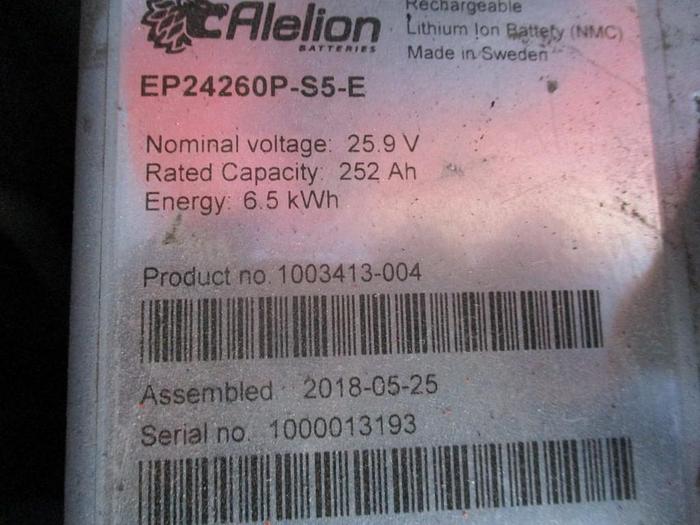 Alelion
BATTERIES
Rechargeable
Lithium Ion Battery (NMC)
Made in Sweden
EP24260P-S5-E
Nominal voltage: 25.9 V
Rated Capacity: 252 Ah
Energy: 6.5 kWh
Product no. 1003413-004
Assembled 2018-05-25
Serial no. 1000013193